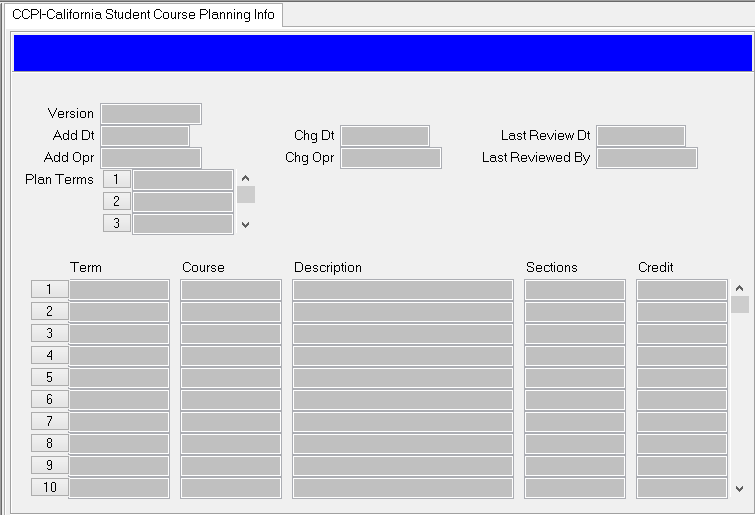 CCPI-California Student Course Planning Info
Version
Add Dt Chg Dt Last Review Dt
Add Opr Chg Opr Last Reviewed By
Plan Terms 1
2
3
Term Course Description Sections Credit
1
2
3
4
5
6
7
8
9
10